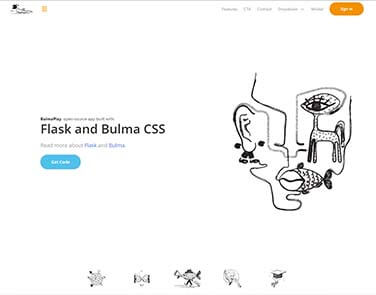 Features CTA Contact Dropdown Modal Sign In
BulmaPlay, open-source app built with
Flask and Bulma CSS
Read more about Flask and Bulma.
Get Code